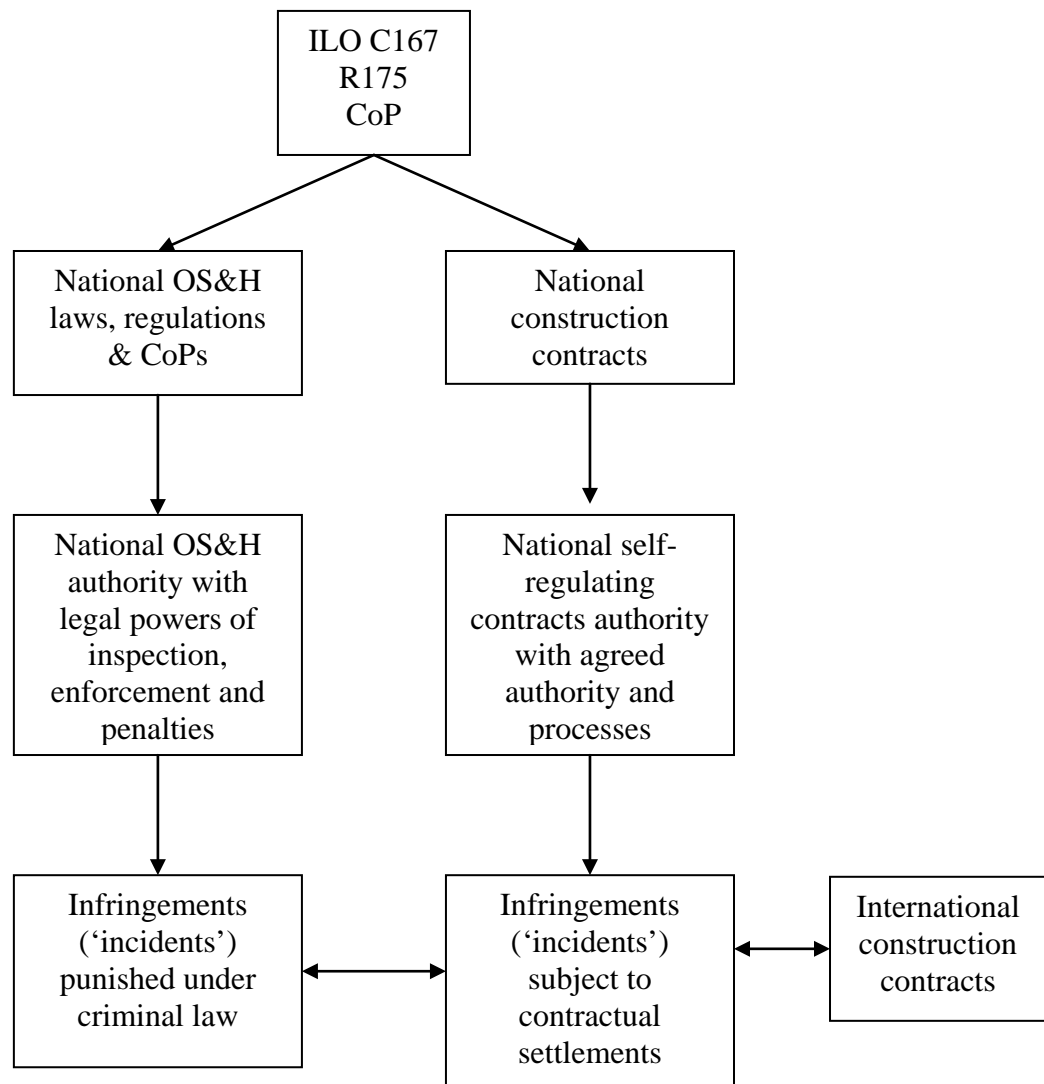 ILO C167
R175
CoP
National OS&H
laws, regulations
& CoPs
National
construction
contracts
National OS&H
authority with
legal powers of
inspection,
enforcement and
penalties
National self-
regulating
contracts authority
with agreed
authority and
processes
Infringements
(‘incidents’)
punished under
criminal law
Infringements
(‘incidents’)
subject to
contractual
settlements
International
construction
contracts